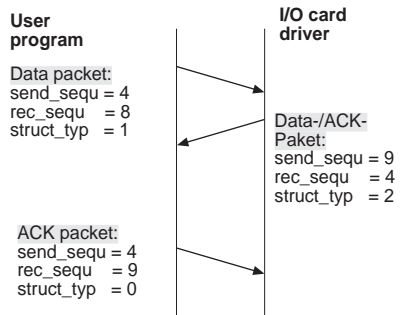 User
program
I/O card
driver
Data packet:
send_sequ = 4
rec_sequ = 8
struct_typ = 1
Data-/ACK-
Paket:
send_sequ = 9
rec_sequ = 4
struct_typ = 2
ACK packet:
send_sequ = 4
rec_sequ = 9
struct_typ = 0